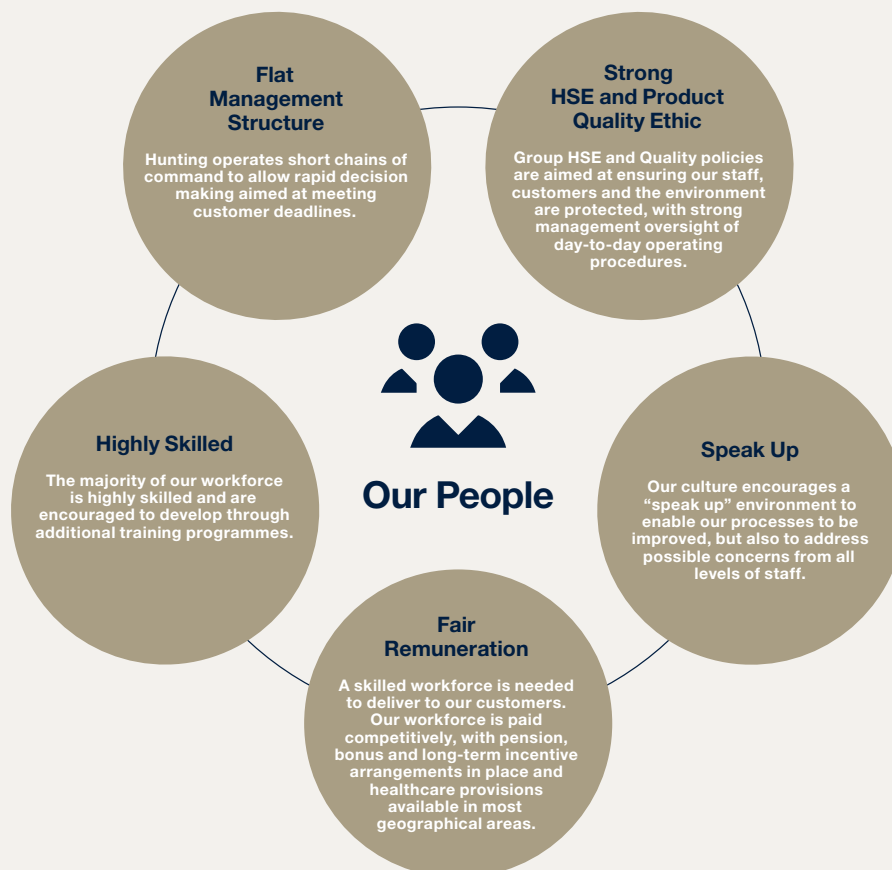 Flat
Management
Structure
Hunting operates short chains of
command to allow rapid decision
making aimed at meeting
customer deadlines.
Strong
HSE and Product
Quality Ethic
Group HSE and Quality policies
are aimed at ensuring our staff,
customers and the environment
are protected, with strong
management oversight of
day-to-day operating
procedures.
Highly Skilled
The majority of our workforce
is highly skilled and are
encouraged to develop through
additional training programmes.
Our People
Speak Up
Our culture encourages a
“speak up” environment to
enable our processes to be
improved, but also to address
possible concerns from all
levels of staff.
Fair
Remuneration
A skilled workforce is needed
to deliver to our customers.
Our workforce is paid
competitively, with pension,
bonus and long-term incentive
arrangements in place and
healthcare provisions
available in most
geographical areas.